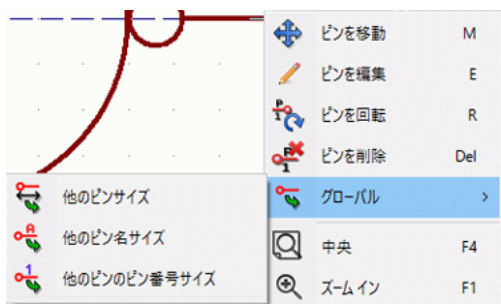 ピンを移動 M
ピンを編集 E
ピンを回転 R
ピンを削除 Del
グローバル
他のピンサイズ
他のピン名サイズ
他のピンのピン番号サイズ
中央 F4
ズーム イン F1